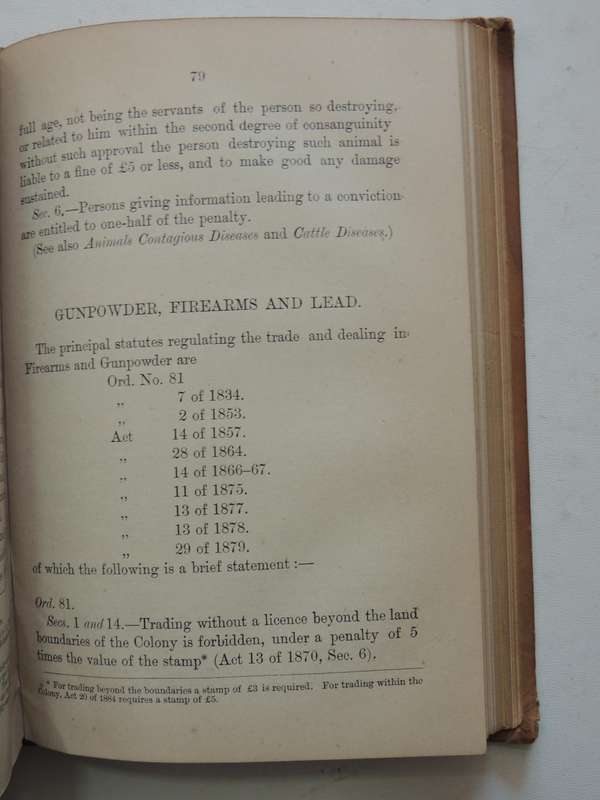 79
full age, not being the servants of the person so destroying,
or related to him within the second degree of consanguinity
without such approval the person destroying such animal is
liable to a fine of £5 or less, and to make good any damage
sustained.
Sec. 6.—Persons giving information leading to a conviction
are entitled to one-half of the penalty.
(See also Animals Contagious Diseases and Cattle Diseases.)
GUNPOWDER, FIREARMS AND LEAD.
The principal statutes regulating the trade and dealing in
Firearms and Gunpowder are
Ord. No. 81
„ 7 of 1834.
„ 2 of 1853.
Act 14 of 1857.
„ 28 of 1864.
„ 14 of 1866–67.
„ 11 of 1875.
„ 13 of 1877.
„ 13 of 1878.
„ 29 of 1879.
of which the following is a brief statement :—
Ord. 81.
Secs. 1 and 14.—Trading without a licence beyond the land
boundaries of the Colony is forbidden, under a penalty of 5
times the value of the stamp* (Act 13 of 1870, Sec. 6).
* For trading beyond the boundaries a stamp of £3 is required. For trading within the
Colony, Act 20 of 1884 requires a stamp of £5.